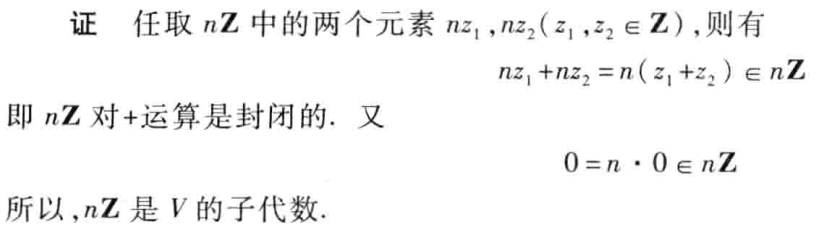 证 任取 nZ 中的两个元素 nz₁,nz₂(z₁,z₂∈Z),则有
nz₁+nz₂=n(z₁+z₂)∈nZ
即 nZ 对+运算是封闭的. 又
0=n·0∈nZ
所以,nZ 是 V 的子代数.